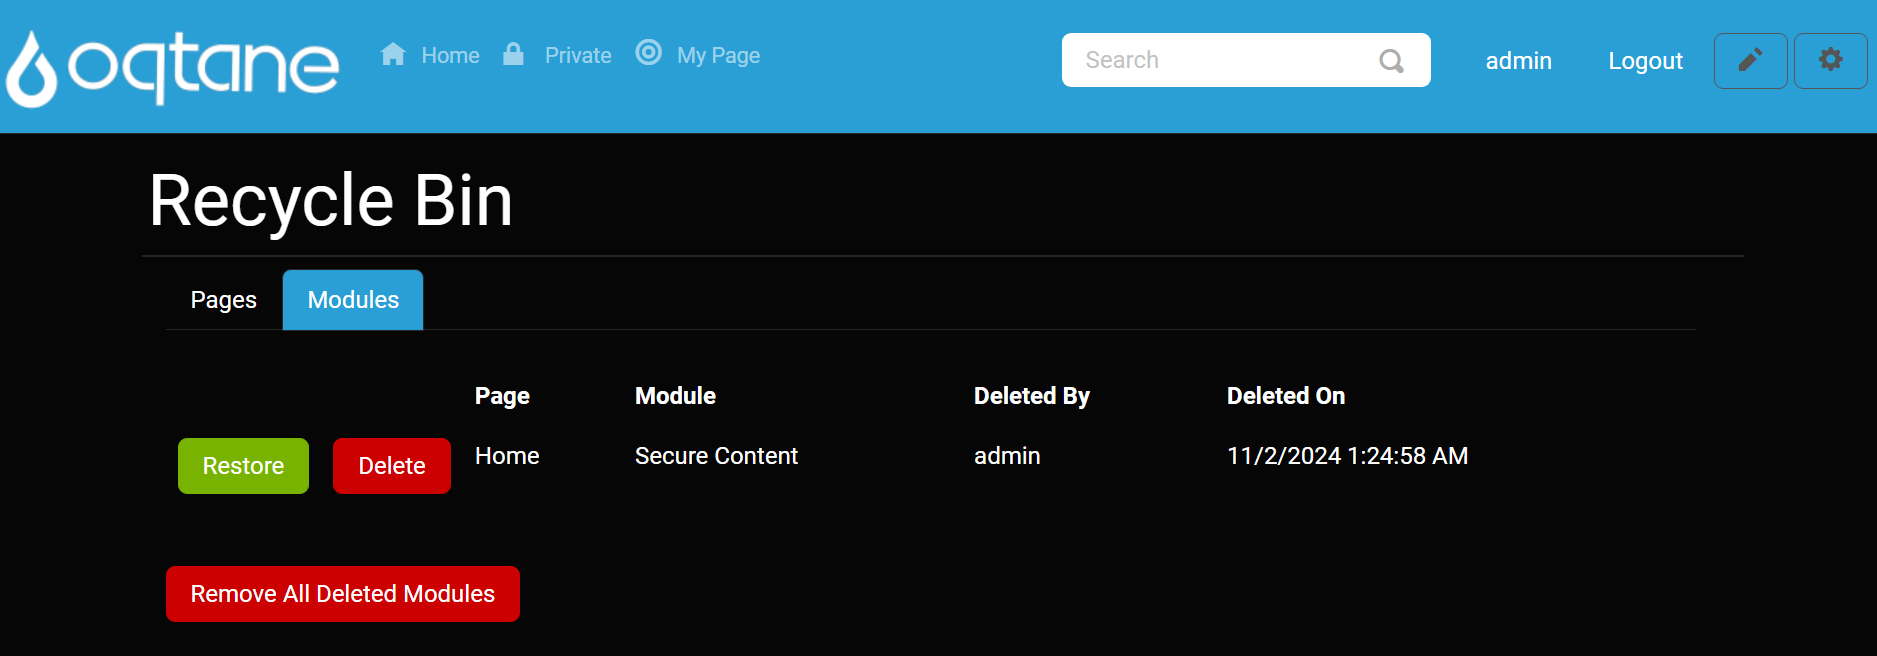 oqtane Home Private My Page Search admin Logout
Recycle Bin
Pages Modules
Page Module Deleted By Deleted On
Restore Delete Home Secure Content admin 11/2/2024 1:24:58 AM
Remove All Deleted Modules